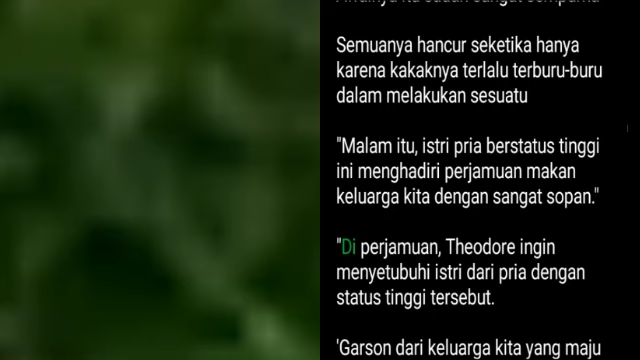 Semuanya hancur seketika hanya
karena kakaknya terlalu terburu-buru
dalam melakukan sesuatu
"Malam itu, istri pria berstatus tinggi
ini menghadiri perjamuan makan
keluarga kita dengan sangat sopan."
"Di perjamuan, Theodore ingin
menyetubuhi istri dari pria dengan
status tinggi tersebut.
'Garson dari keluarga kita yang maju